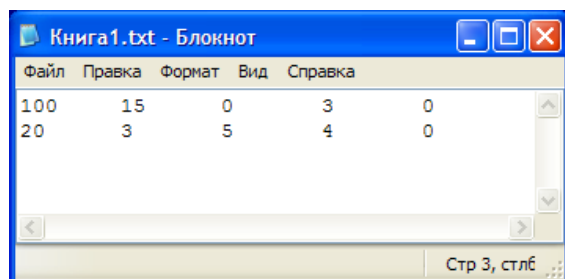 Книга1.txt - Блокнот
Файл Правка Формат Вид Справка
100 15 0 3 0
20 3 5 4 0
Стр 3, стлб